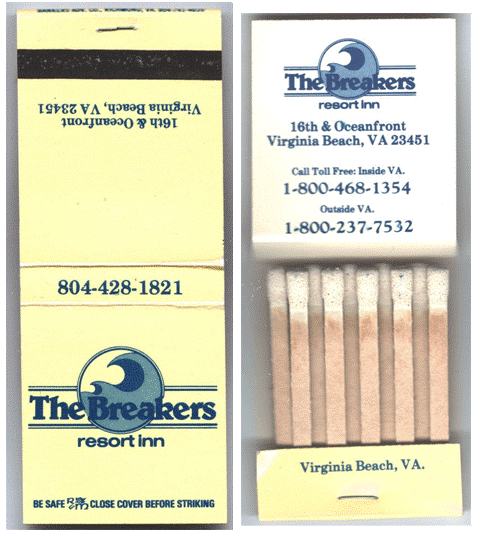 16th & Oceanfront
Virginia Beach, VA 23451
804-428-1821
The Breakers
resort inn
BE SAFE CLOSE COVER BEFORE STRIKING
The Breakers
resort inn
16th & Oceanfront
Virginia Beach, VA 23451
Call Toll Free: Inside VA.
1-800-468-1354
Outside VA.
1-800-237-7532
Virginia Beach, VA.